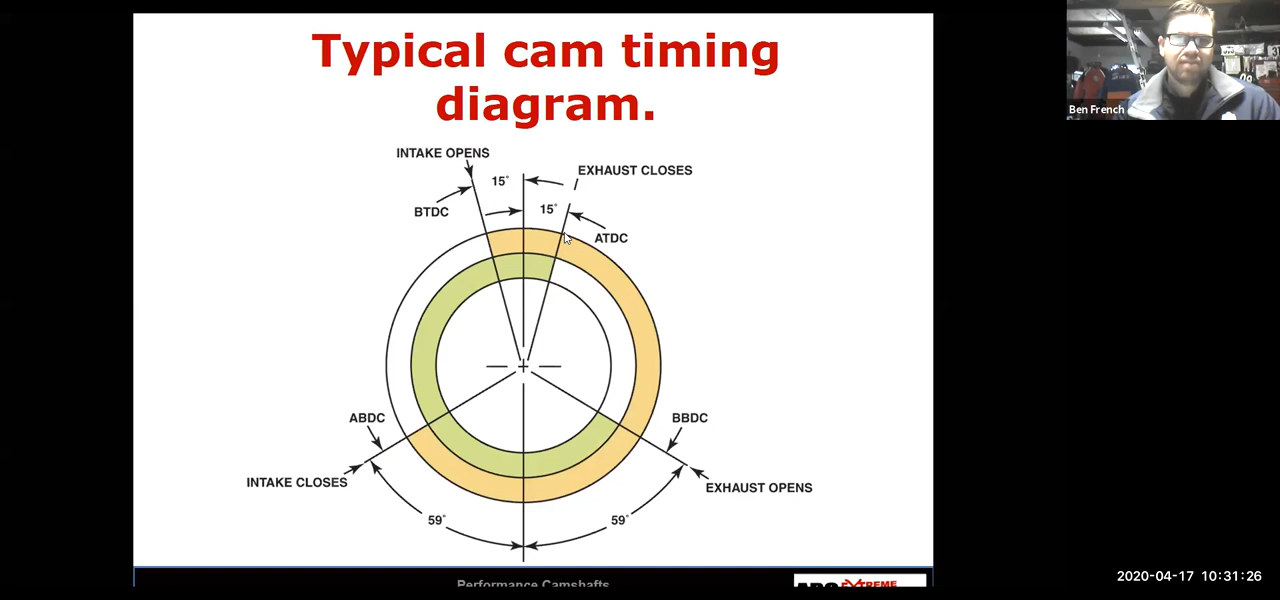 Typical cam timing
diagram.
Ben French
INTAKE OPENS
EXHAUST CLOSES
15°
15°
BTDC
ATDC
ABDC
BBDC
INTAKE CLOSES
EXHAUST OPENS
59°
59°
Performance Camshafts
EXTREME
2020-04-17 10:31:26